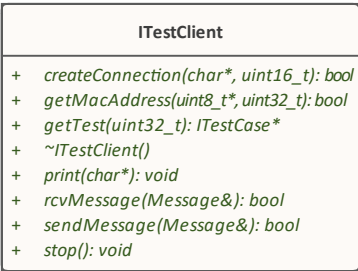 ITestClient
+ createConnection(char*, uint16_t): bool
+ getMacAddress(uint8_t*, uint32_t): bool
+ getTest(uint32_t): ITestCase*
+ ~ITestClient()
+ print(char*): void
+ rcvMessage(Message&): bool
+ sendMessage(Message&): bool
+ stop(): void